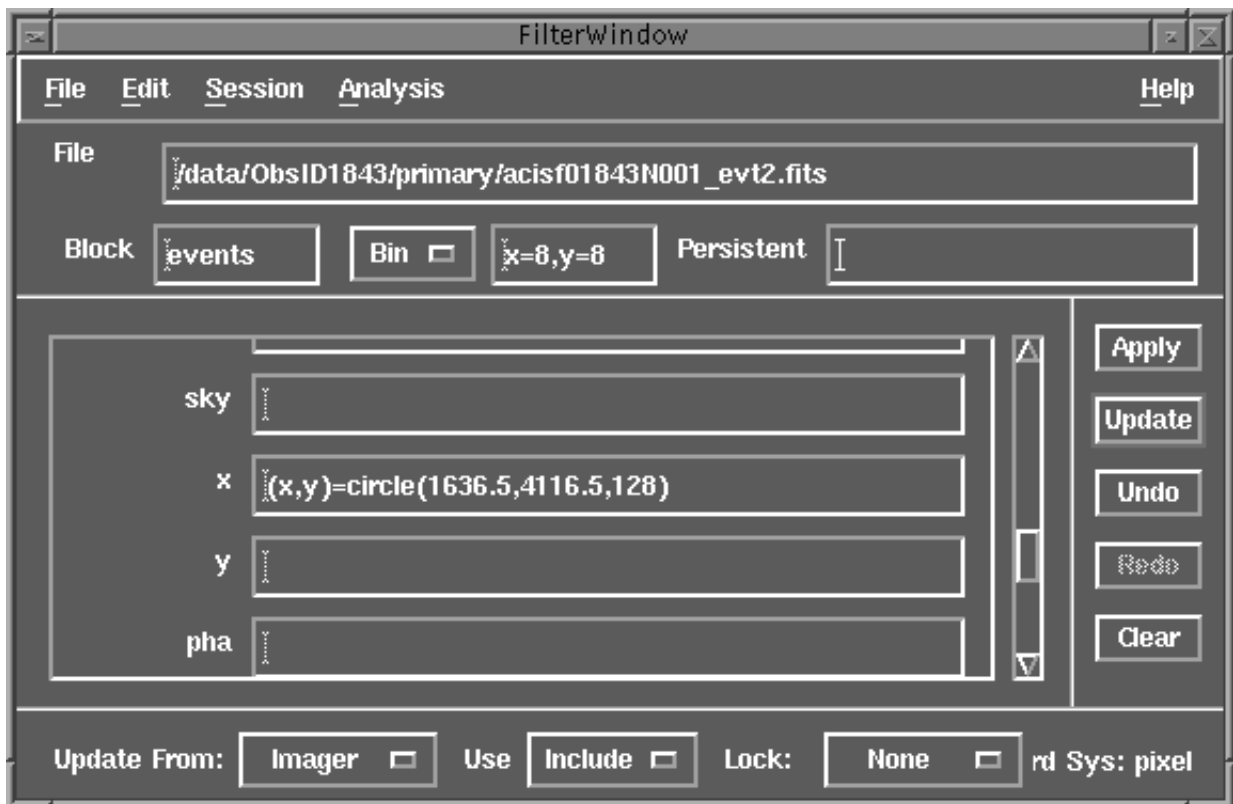 FilterWindow
File Edit Session Analysis Help
File /data/ObsID1843/primary/acisf01843N001_evt2.fits
Block events Bin x=8,y=8 Persistent
Apply
sky
Update
x (x,y)=circle(1636.5,4116.5,128)
Undo
y
Redo
pha
Clear
Update From: Imager Use Include Lock: None rd Sys: pixel